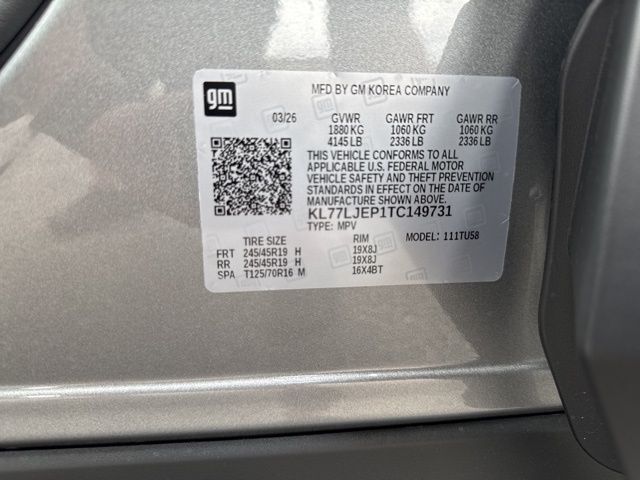 gm
MFD BY GM KOREA COMPANY
03/26 GVWR GAWR FRT GAWR RR
1880 KG 1060 KG 1060 KG
4145 LB 2336 LB 2336 LB
THIS VEHICLE CONFORMS TO ALL
APPLICABLE U.S. FEDERAL MOTOR
VEHICLE SAFETY AND THEFT PREVENTION
STANDARDS IN EFFECT ON THE DATE OF
MANUFACTURE SHOWN ABOVE.
KL77LJEP1TC149731
TYPE: MPV MODEL: 111TU58
TIRE SIZE RIM
FRT 245/45R19 H 19X8J
RR 245/45R19 H 19X8J
SPA T125/70R16 M 16X4BT